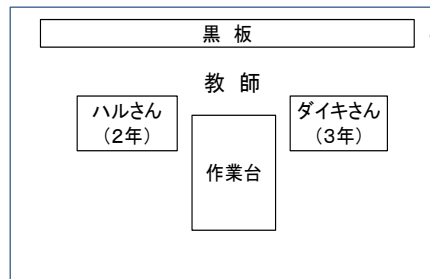 黒 板
教 師
ハルさん
（2年）
ダイキさん
（3年）
作業台